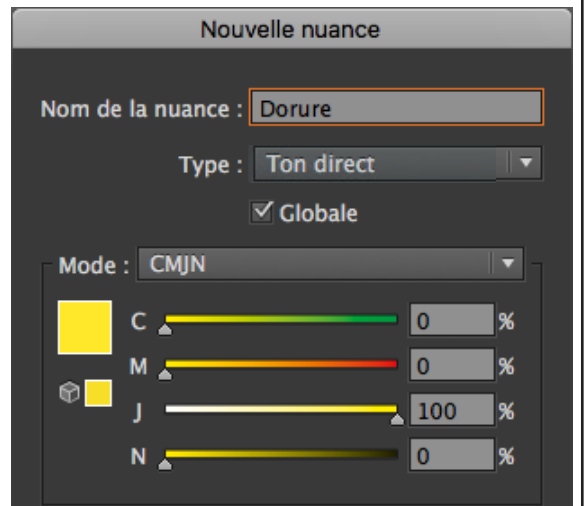 Nouvelle nuance
Nom de la nuance : Dorure
Type : Ton direct
Globale
Mode : CMJN
C 0 %
M 0 %
J 100 %
N 0 %